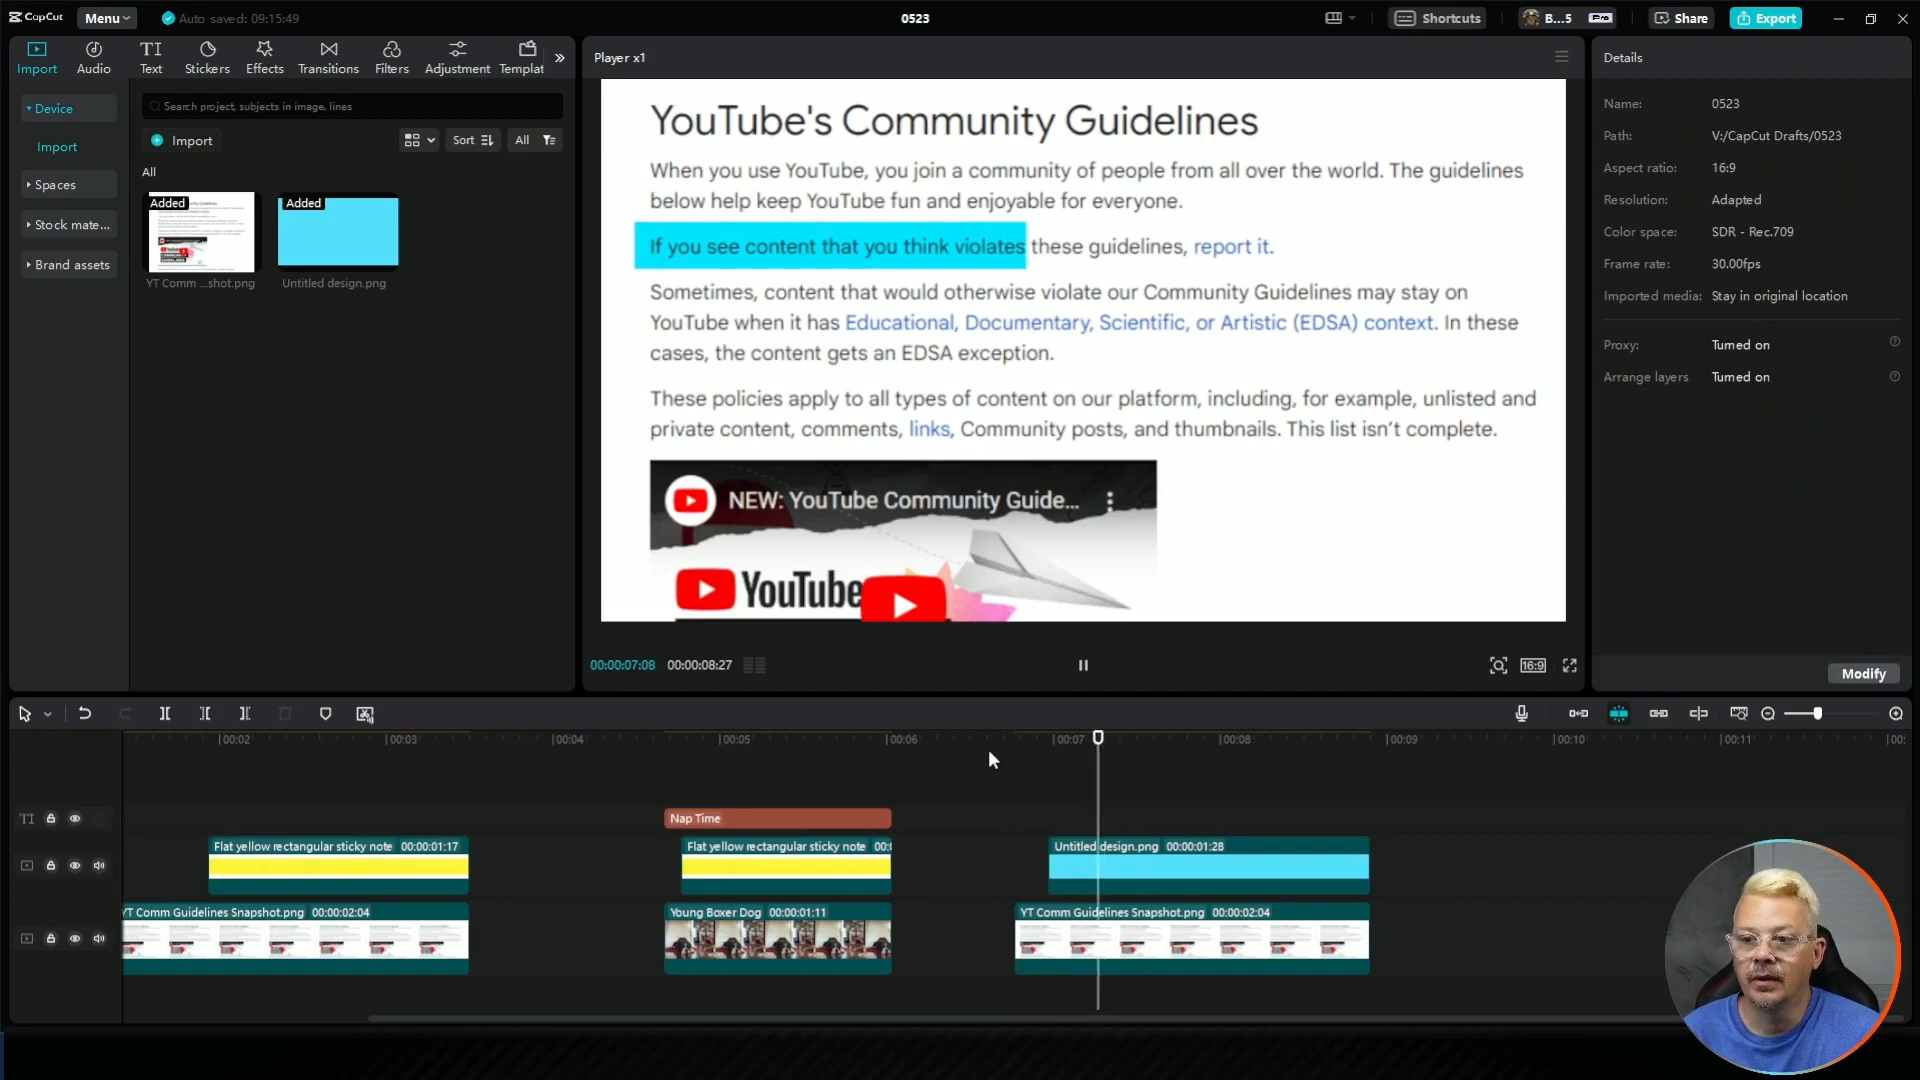 CapCut
Menu
Auto saved: 09:15:49
0523
Shortcuts
B...5
Pro
Share
Export
Import
Audio
Text
Stickers
Effects
Transitions
Filters
Adjustment
Templat
Player x1
Details
Device
Import
Spaces
Stock mate...
Brand assets
Search project, subjects in image, lines
Import
Sort
All
All
Added
Added
YT Comm ...shot.png
Untitled design.png
YouTube's Community Guidelines
When you use YouTube, you join a community of people from all over the world. The guidelines
below help keep YouTube fun and enjoyable for everyone.
If you see content that you think violates these guidelines, report it.
Sometimes, content that would otherwise violate our Community Guidelines may stay on
YouTube when it has Educational, Documentary, Scientific, or Artistic (EDSA) context. In these
cases, the content gets an EDSA exception.
These policies apply to all types of content on our platform, including, for example, unlisted and
private content, comments, links, Community posts, and thumbnails. This list isn't complete.
NEW: YouTube Community Guide...
YouTube
00:00:07:08 00:00:08:27
16:9
Name: 0523
Path: V:/CapCut Drafts/0523
Aspect ratio: 16:9
Resolution: Adapted
Color space: SDR - Rec.709
Frame rate: 30.00fps
Imported media: Stay in original location
Proxy: Turned on
Arrange layers Turned on
Modify
00:02
00:03
00:04
00:05
00:06
00:07
00:08
00:09
00:10
00:11
00:
TI
Nap Time
Flat yellow rectangular sticky note 00:00:01:17
Flat yellow rectangular sticky note 00:
Untitled design.png 00:00:01:28
YT Comm Guidelines Snapshot.png 00:00:02:04
Young Boxer Dog 00:00:01:11
YT Comm Guidelines Snapshot.png 00:00:02:04